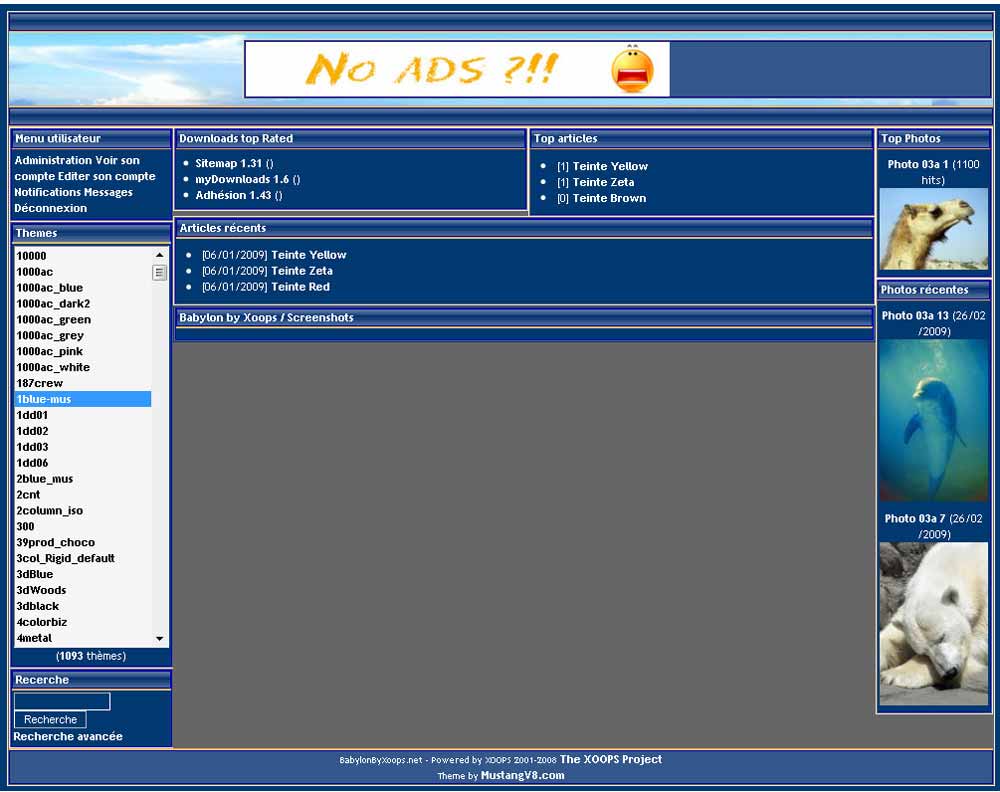 No ADS ?!!
Menu utilisateur
Administration Voir son
compte Editer son compte
Notifications Messages
Déconnexion
Themes
10000
1000ac
1000ac_blue
1000ac_dark2
1000ac_green
1000ac_grey
1000ac_pink
1000ac_white
187crew
1blue-mus
1dd01
1dd02
1dd03
1dd06
2blue_mus
2cnt
2column_iso
300
39prod_choco
3col_Rigid_default
3dBlue
3dWoods
3dblack
4colorbiz
4metal
(1093 thèmes)
Recerche
Recherche
Recherche avancée
Downloads top Rated
Sitemap 1.31 ()
myDownloads 1.6 ()
Adhésion 1.43 ()
Top articles
[1] Teinte Yellow
[1] Teinte Zeta
[0] Teinte Brown
Articles récents
[06/01/2009] Teinte Yellow
[06/01/2009] Teinte Zeta
[06/01/2009] Teinte Red
Babylon by Xoops / Screenshots
Top Photos
Photo 03a 1 (1100
hits)
Photos récentes
Photo 03a 13 (26/02
/2009)
Photo 03a 7 (26/02
/2009)
BabylonByXoops.net - Powered by XOOPS 2001-2008 The XOOPS Project
Theme by MustangV8.com